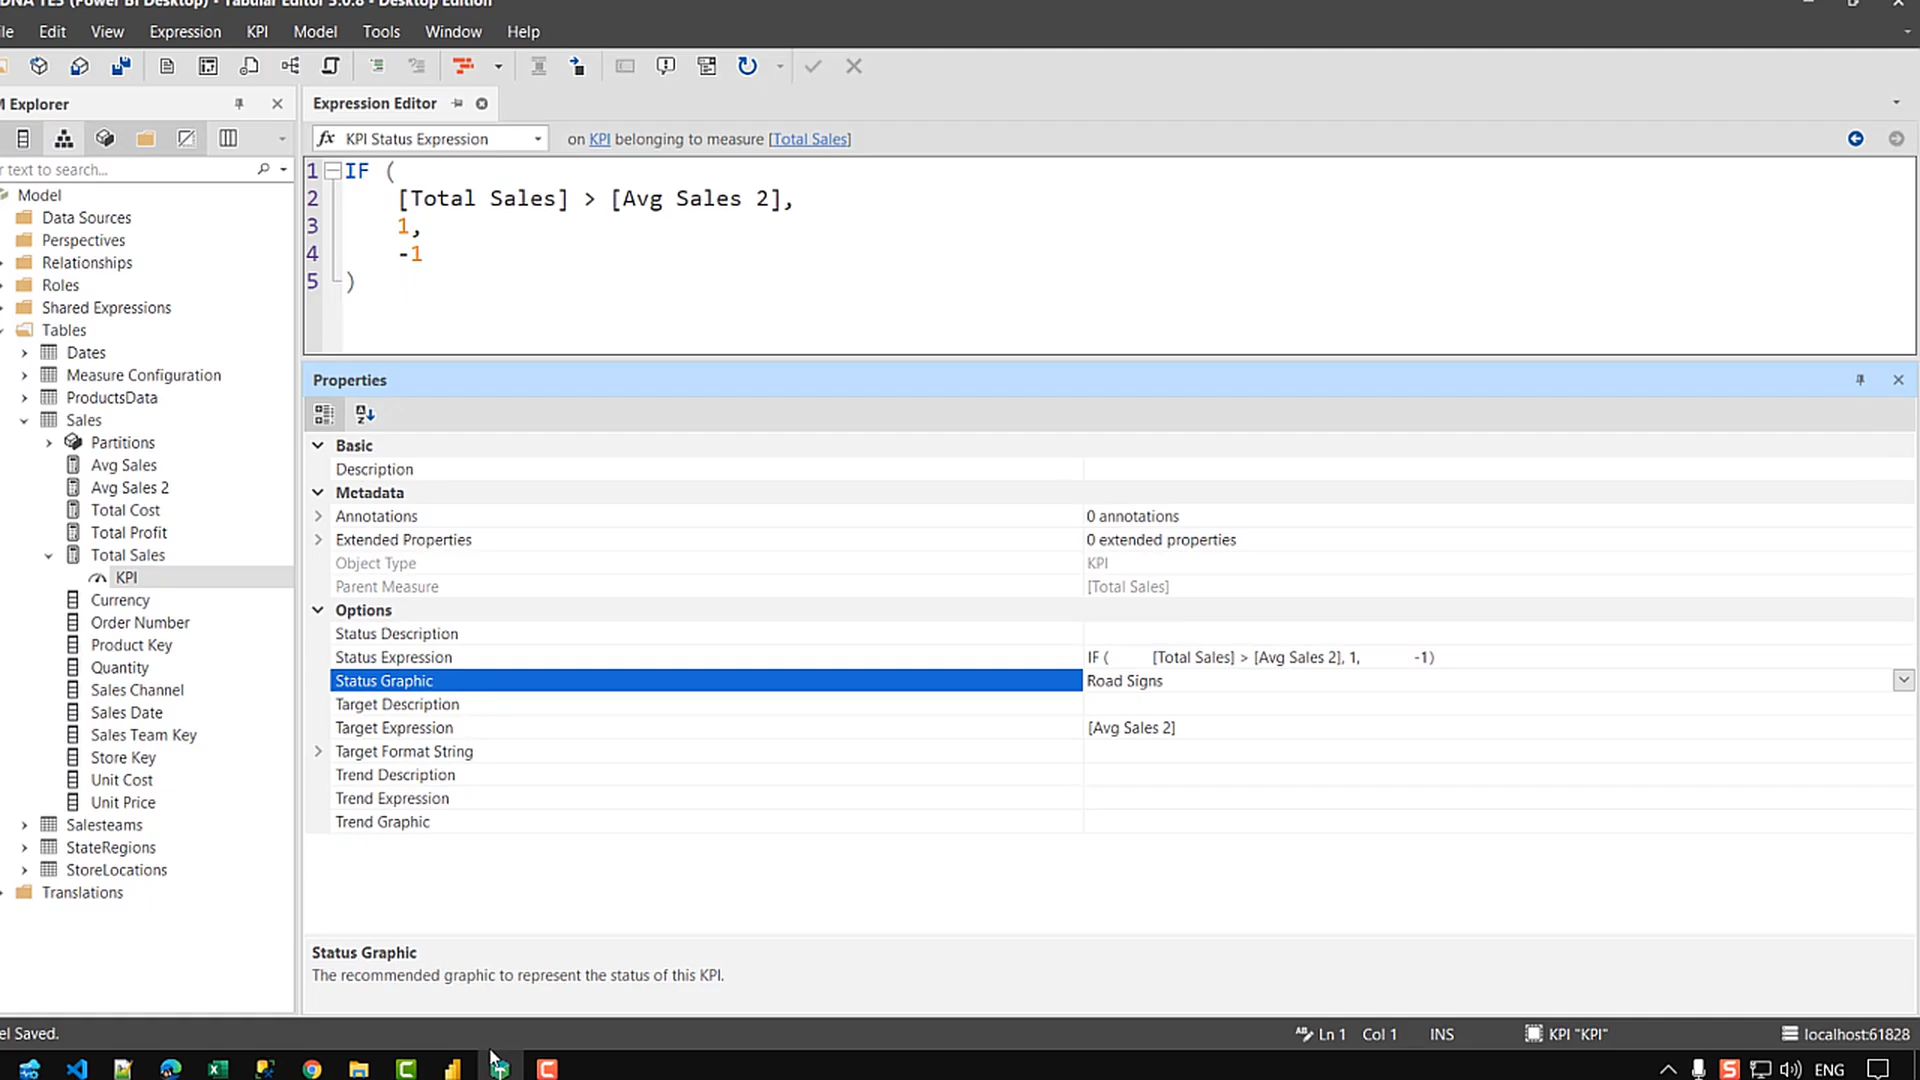 DNA TE3 (Power BI Desktop) - Tabular Editor 3.0.8 - Desktop Edition
Edit View Expression KPI Model Tools Window Help
M Explorer
Expression Editor
KPI Status Expression
on KPI belonging to measure [Total Sales]
r text to search...
1 IF (
2 [Total Sales] > [Avg Sales 2],
3 1,
4 -1
5 )
Model
Data Sources
Perspectives
Relationships
Roles
Shared Expressions
Tables
Dates
Measure Configuration
ProductsData
Sales
Partitions
Avg Sales
Avg Sales 2
Total Cost
Total Profit
Total Sales
KPI
Currency
Order Number
Product Key
Quantity
Sales Channel
Sales Date
Sales Team Key
Store Key
Unit Cost
Unit Price
Salesteams
StateRegions
StoreLocations
Translations
Properties
Basic
Description
Metadata
Annotations 0 annotations
Extended Properties 0 extended properties
Object Type KPI
Parent Measure [Total Sales]
Options
Status Description
Status Expression IF ( [Total Sales] > [Avg Sales 2], 1, -1)
Status Graphic Road Signs
Target Description
Target Expression [Avg Sales 2]
Target Format String
Trend Description
Trend Expression
Trend Graphic
Status Graphic
The recommended graphic to represent the status of this KPI.
el Saved.
Ln 1 Col 1 INS KPI "KPI" localhost:61828
ENG